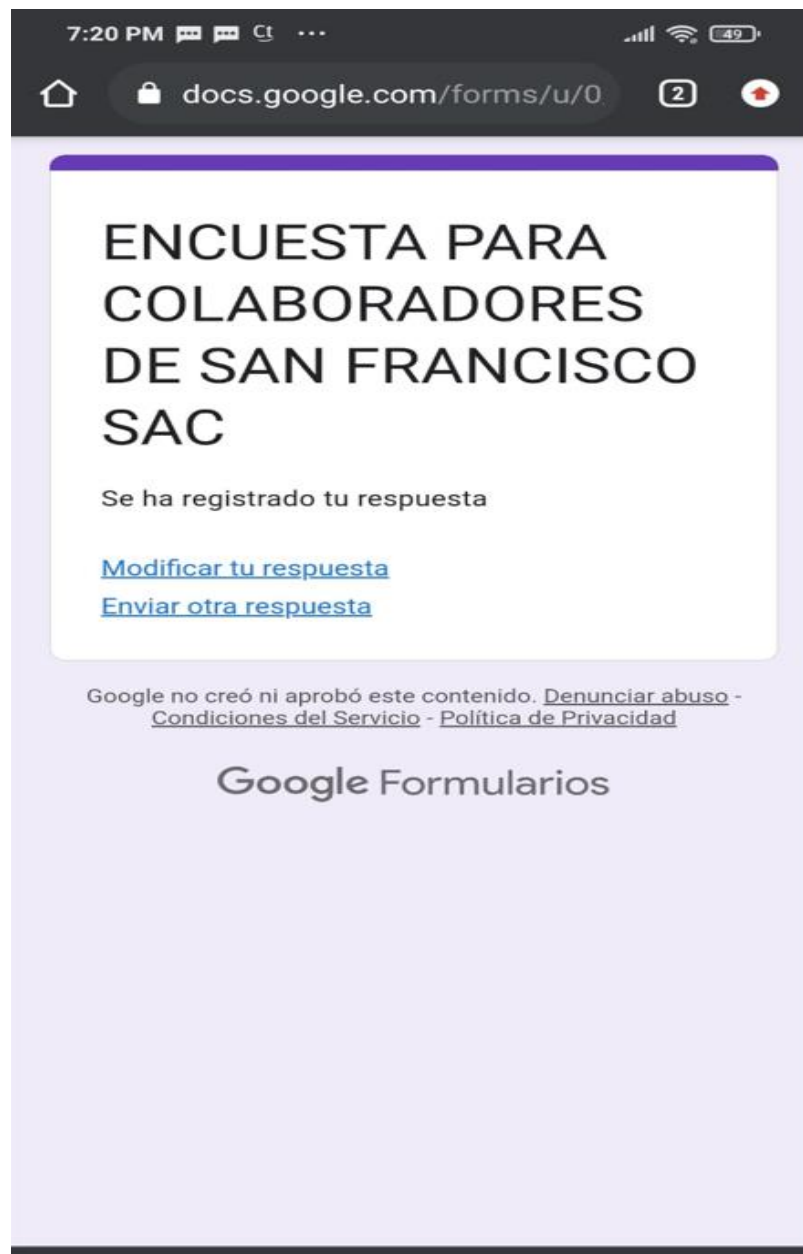 7:20 PM Ct ... 49
docs.google.com/forms/u/0 2
ENCUESTA PARA
COLABORADORES
DE SAN FRANCISCO
SAC
Se ha registrado tu respuesta
Modificar tu respuesta
Enviar otra respuesta
Google no creó ni aprobó este contenido. Denunciar abuso -
Condiciones del Servicio - Política de Privacidad
Google Formularios